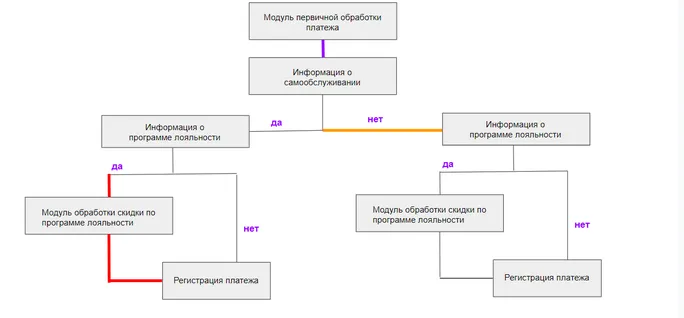 Модуль первичной обработки
платежа
Информация о
самообслуживании
да
нет
Информация о
программе лояльности
Информация о
программе лояльности
да
да
Модуль обработки скидки по
программе лояльности
нет
Модуль обработки скидки по
программе лояльности
нет
Регистрация платежа
Регистрация платежа